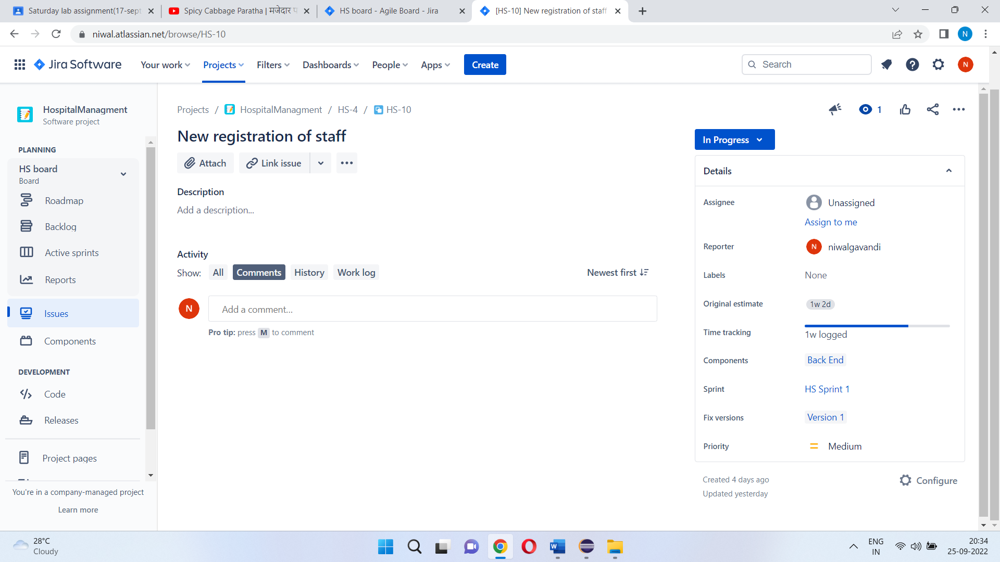 Saturday lab assignment(17-sept
Spicy Cabbage Paratha | मजेदार प
HS board - Agile Board - Jira
[HS-10] New registration of staff
niwal.atlassian.net/browse/HS-10
N
Jira Software
Your work
Projects
Filters
Dashboards
People
Apps
Create
Search
N
HospitalManagment
Software project
PLANNING
HS board
Board
Roadmap
Backlog
Active sprints
Reports
Issues
Components
DEVELOPMENT
Code
Releases
Project pages
You're in a company-managed project
Learn more
Projects / HospitalManagment / HS-4 / HS-10
1
New registration of staff
Attach
Link issue
Description
Add a description...
Activity
Show: All Comments History Work log
Newest first
N
Add a comment...
Pro tip: press M to comment
In Progress
Details
Assignee
Unassigned
Assign to me
Reporter
N niwalgavandi
Labels
None
Original estimate
1w 2d
Time tracking
1w logged
Components
Back End
Sprint
HS Sprint 1
Fix versions
Version 1
Priority
Medium
Created 4 days ago
Updated yesterday
Configure
28°C
Cloudy
W
ENG
IN
20:34
25-09-2022